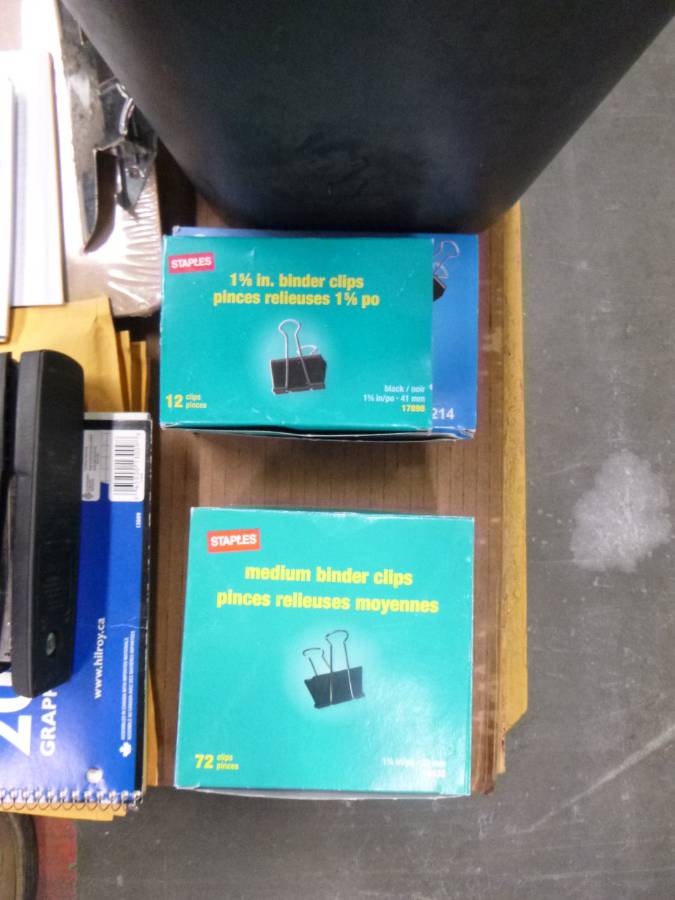 STAPLES
1⅝ in. binder clips
pinces relieuses 1⅝ po
12 clips
pinces
black / noir
1⅝ in/po - 41 mm
17898
214
STAPLES
medium binder clips
pinces relieuses moyennes
72 clips
pinces
www.hilroy.ca
GRAPH